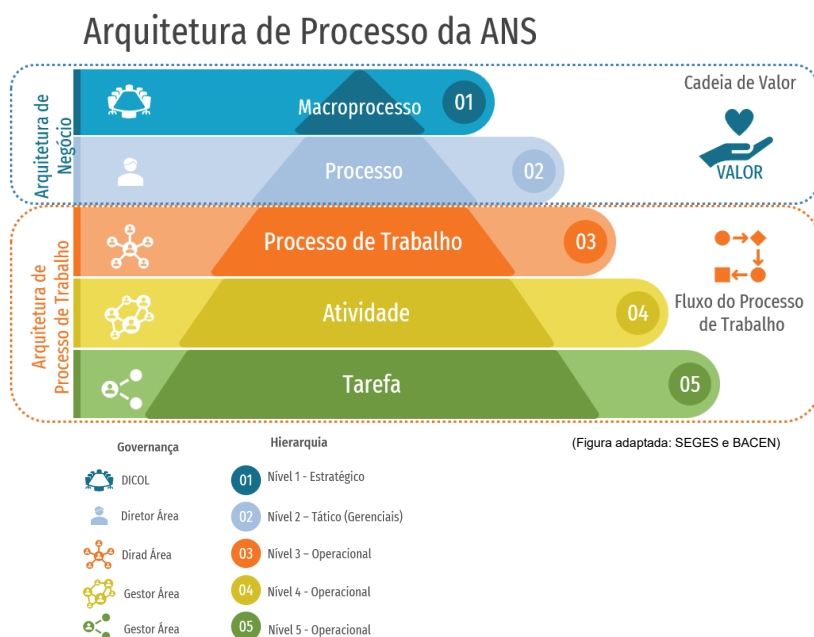 Arquitetura de Processo da ANS
Arquitetura de
Negócio
Macroprocesso
01
Cadeia de Valor
VALOR
Processo
02
Arquitetura de
Processo de Trabalho
Processo de Trabalho
03
Atividade
04
Fluxo do Processo
de Trabalho
Tarefa
05
(Figura adaptada: SEGES e BACEN)
Governança
Hierarquia
DICOL
01 Nível 1 - Estratégico
Diretor Área
02 Nível 2 – Tático (Gerenciais)
Dirad Área
03 Nível 3 – Operacional
Gestor Área
04 Nível 4 - Operacional
Gestor Área
05 Nível 5 - Operacional